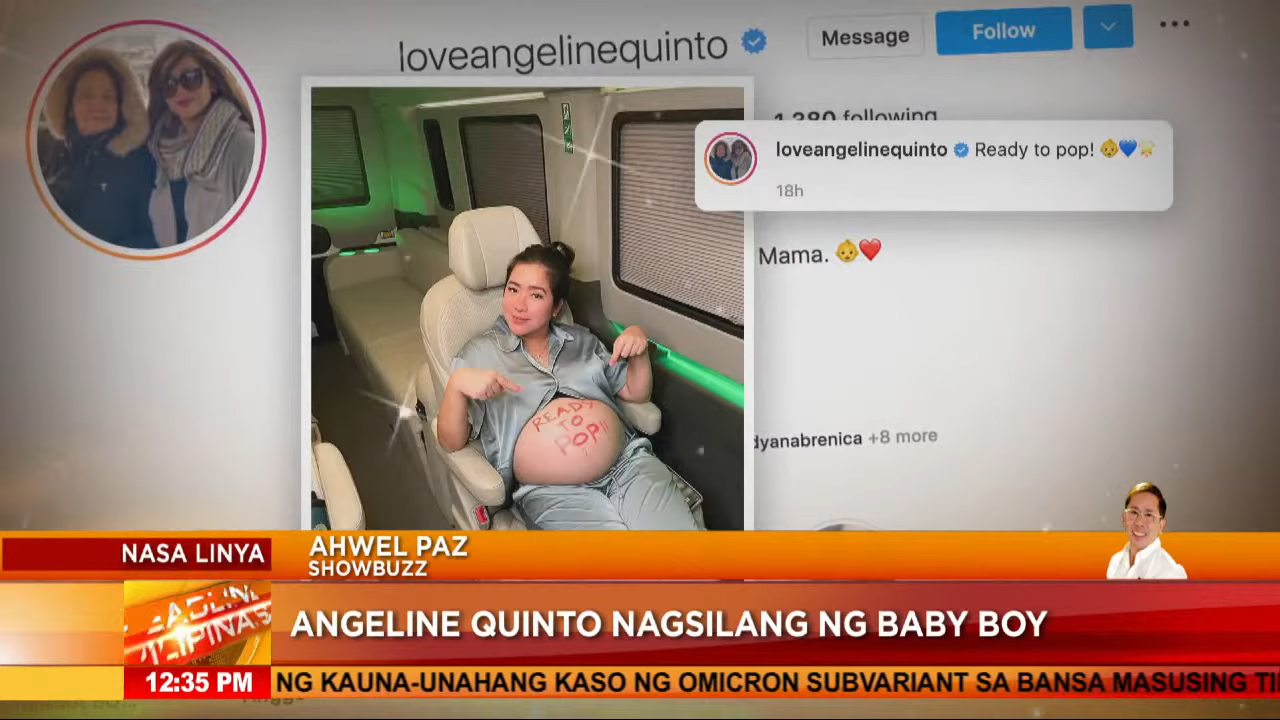 loveangelinequinto
Message
Follow
1,280 following
loveangelinequinto Ready to pop! 👶💙🌟
18h
Mama. 👶❤️
READY
TO
POP!!
dyanabrenica +8 more
NASA LINYA
AHWEL PAZ
SHOWBUZZ
ANGELINE QUINTO NAGSILANG NG BABY BOY
12:35 PM
NG KAUNA-UNAHANG KASO NG OMICRON SUBVARIANT SA BANSA MASUSING